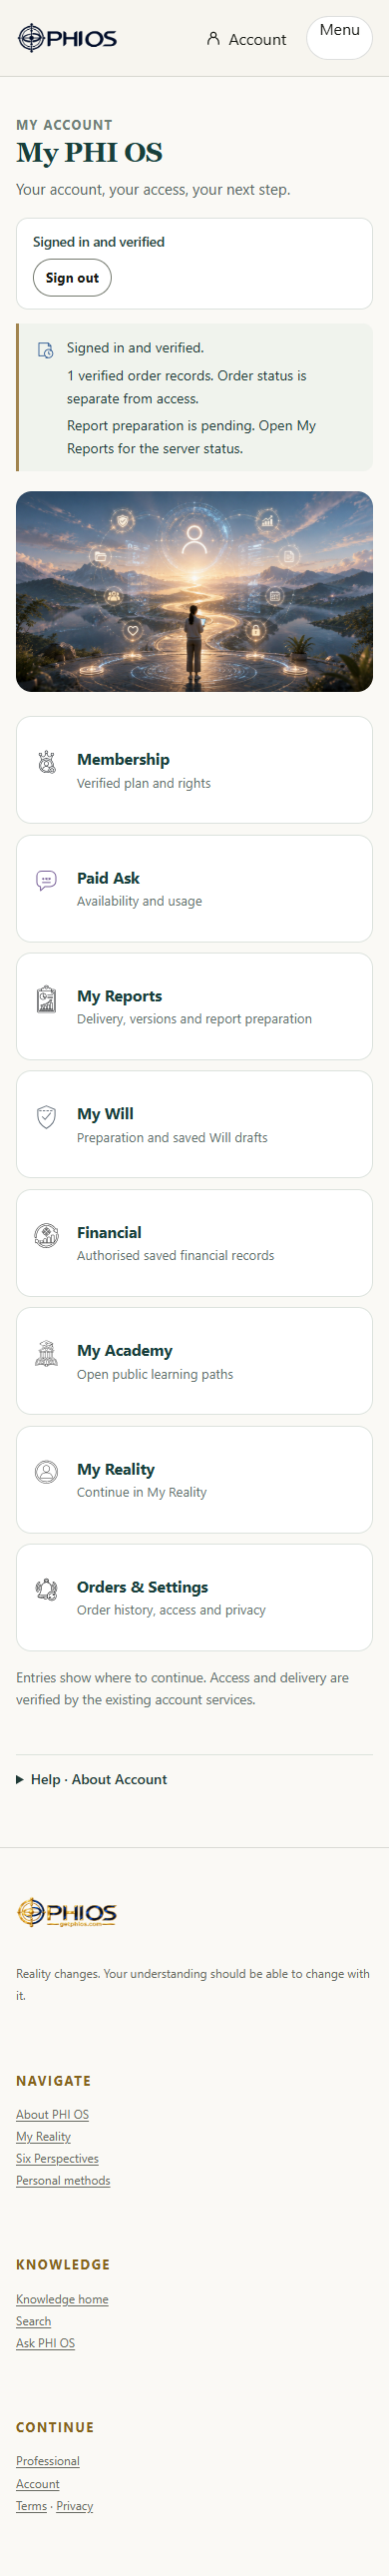 PHIOS
Account
Menu
MY ACCOUNT
My PHI OS
Your account, your access, your next step.
Signed in and verified
Sign out
Signed in and verified.
1 verified order records. Order status is
separate from access.
Report preparation is pending. Open My
Reports for the server status.
Membership
Verified plan and rights
Paid Ask
Availability and usage
My Reports
Delivery, versions and report preparation
My Will
Preparation and saved Will drafts
Financial
Authorised saved financial records
My Academy
Open public learning paths
My Reality
Continue in My Reality
Orders & Settings
Order history, access and privacy
Entries show where to continue. Access and delivery are
verified by the existing account services.
Help · About Account
PHIOS
getphios.com
Reality changes. Your understanding should be able to change with
it.
NAVIGATE
About PHI OS
My Reality
Six Perspectives
Personal methods
KNOWLEDGE
Knowledge home
Search
Ask PHI OS
CONTINUE
Professional
Account
Terms · Privacy